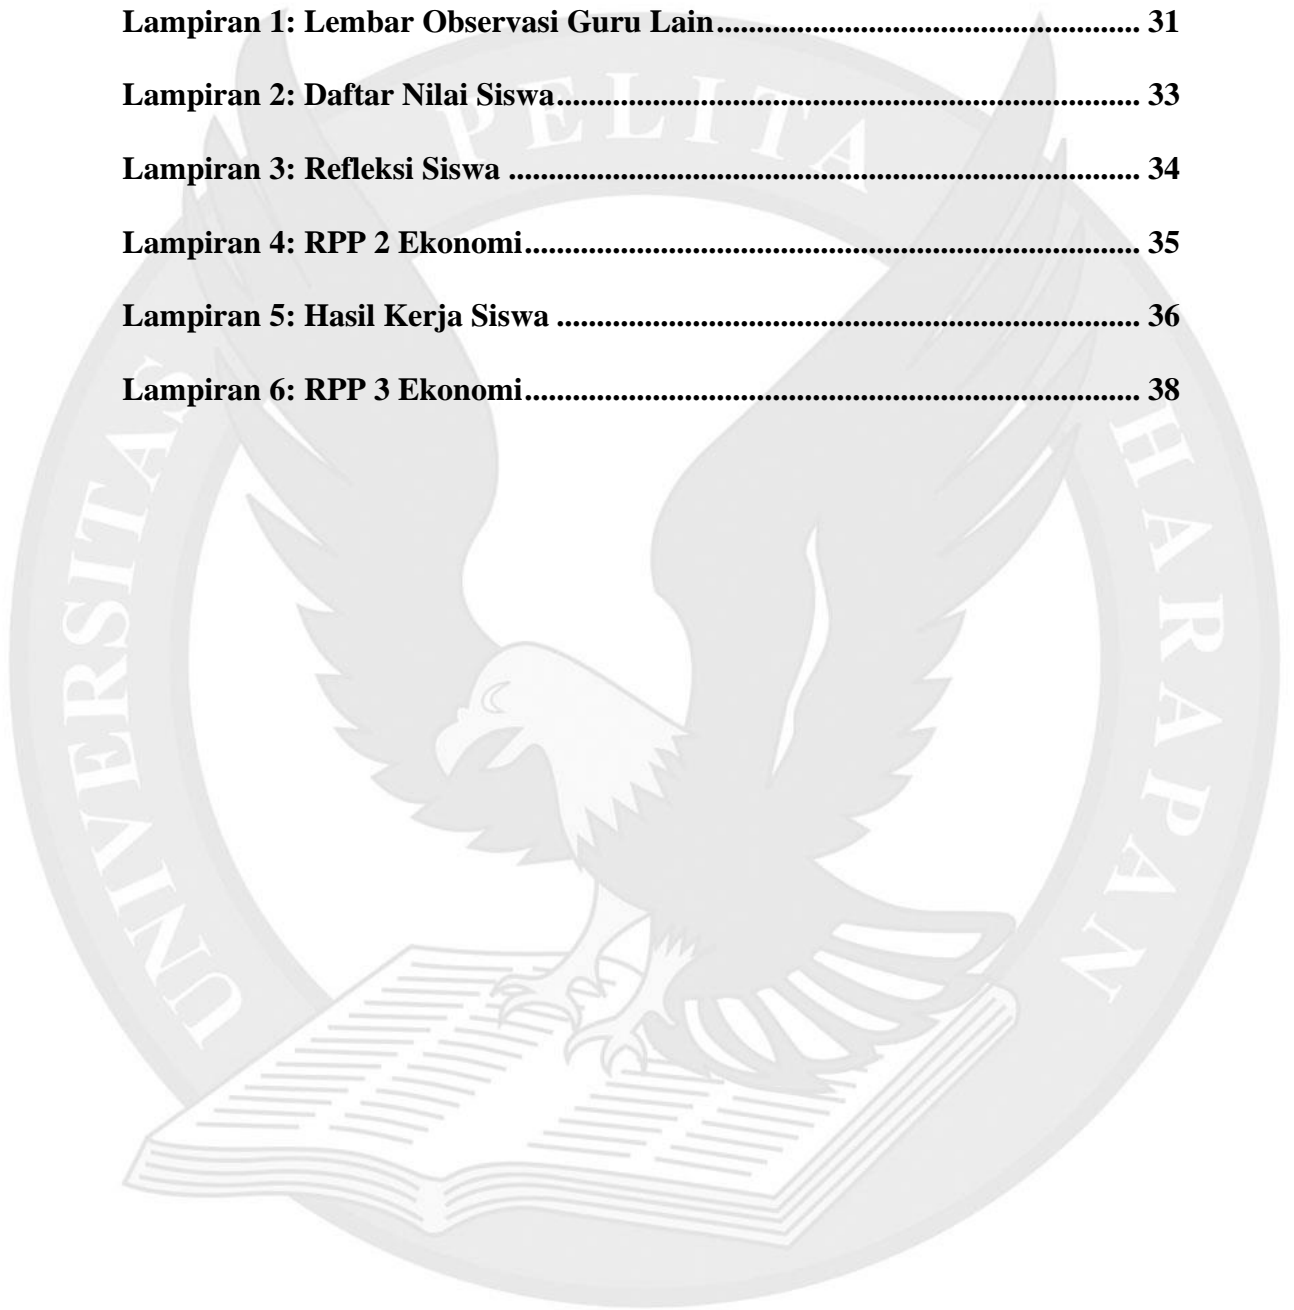 Lampiran 1: Lembar Observasi Guru Lain..................................................... 31
Lampiran 2: Daftar Nilai Siswa......................................................................... 33
Lampiran 3: Refleksi Siswa ............................................................................... 34
Lampiran 4: RPP 2 Ekonomi............................................................................. 35
Lampiran 5: Hasil Kerja Siswa ......................................................................... 36
Lampiran 6: RPP 3 Ekonomi............................................................................. 38
UNIVERSITAS PELITA HARAPAN